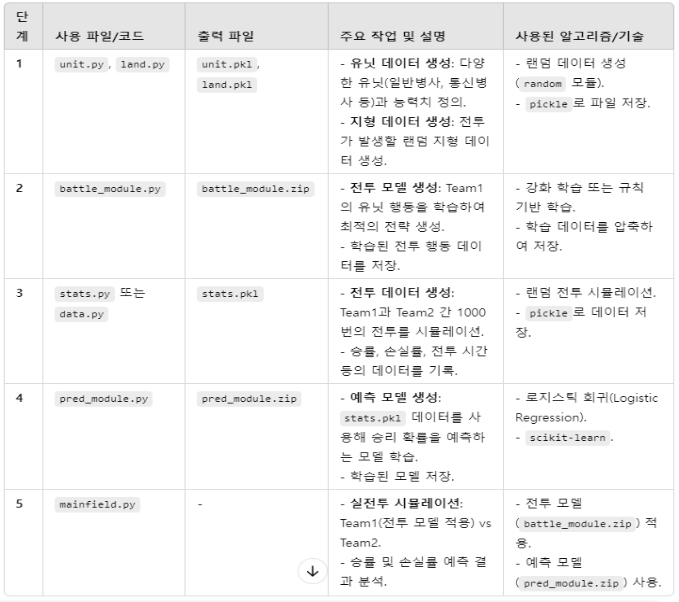 단계
사용 파일/코드
출력 파일
주요 작업 및 설명
사용된 알고리즘/기술
1
unit.py, land.py
unit.pkl,
land.pkl
- 유닛 데이터 생성: 다양
한 유닛(일반병사, 통신병
사 등)과 능력치 정의.
- 지형 데이터 생성: 전투
가 발생할 랜덤 지형 데이
터 생성.
- 랜덤 데이터 생성
(random 모듈).
- pickle로 파일 저장.
2
battle_module.py
battle_module.zip
- 전투 모델 생성: Team1
의 유닛 행동을 학습하여
최적의 전략 생성.
- 학습된 전투 행동 데이
터를 저장.
- 강화 학습 또는 규칙
기반 학습.
- 학습 데이터를 압축하
여 저장.
3
stats.py 또는
data.py
stats.pkl
- 전투 데이터 생성:
Team1과 Team2 간 1000
번의 전투를 시뮬레이션.
- 승률, 손실률, 전투 시간
등의 데이터를 기록.
- 랜덤 전투 시뮬레이션.
- pickle로 데이터 저
장.
4
pred_module.py
pred_module.zip
- 예측 모델 생성:
stats.pkl 데이터를 사
용해 승리 확률을 예측하
는 모델 학습.
- 학습된 모델 저장.
- 로지스틱 회귀(Logistic
Regression).
- scikit-learn.
5
mainfield.py
-
- 실전투 시뮬레이션:
Team1(전투 모델 적용) vs
Team2.
- 승률 및 손실률 예측 결
과 분석.
- 전투 모델
(battle_module.zip) 적
용.
- 예측 모델
(pred_module.zip) 사용.